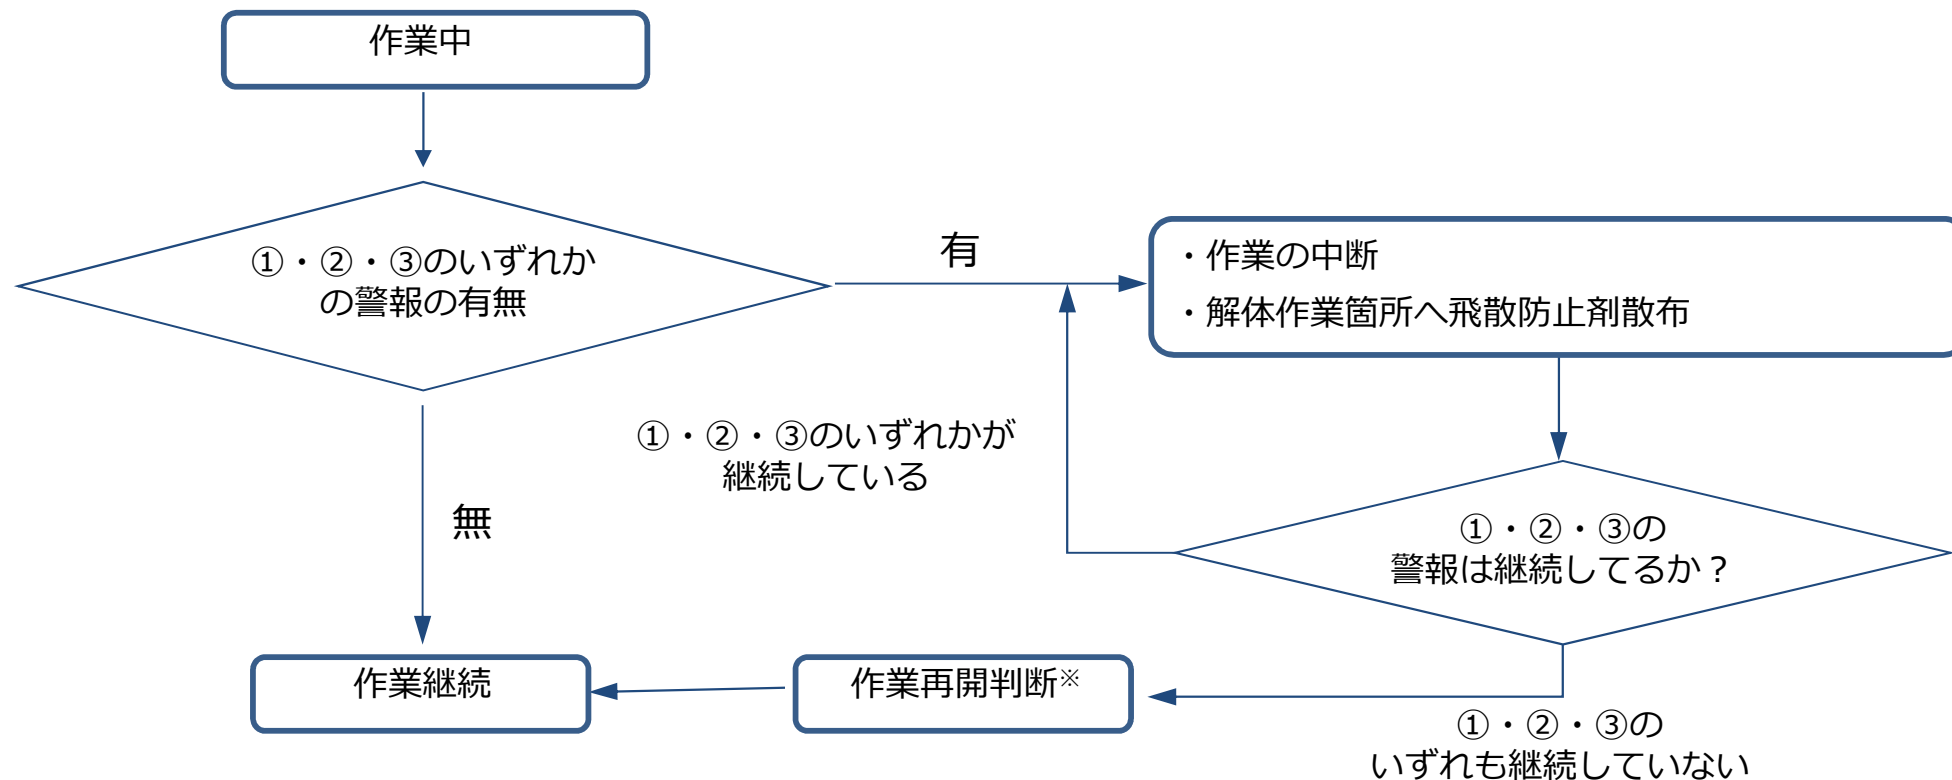 作業中
①・②・③のいずれか
の警報の有無
有
・作業の中断
・解体作業箇所へ飛散防止剤散布
①・②・③のいずれかが
継続している
無
①・②・③の
警報は継続してるか？
作業継続
作業再開判断※
①・②・③の
いずれも継続していない